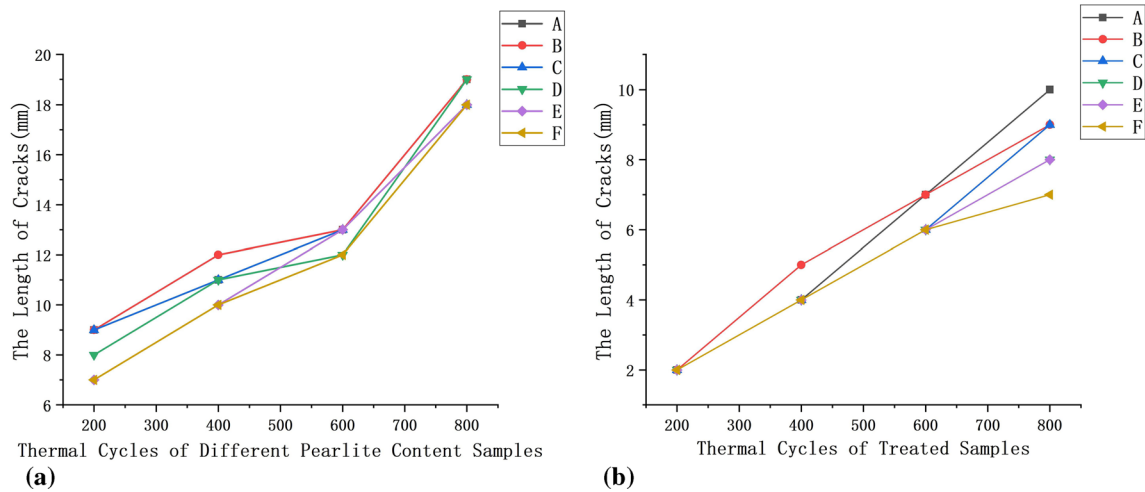 A
B
C
D
E
F
20
18
16
14
12
10
8
6
The Length of Cracks(mm)
200 300 400 500 600 700 800
Thermal Cycles of Different Pearlite Content Samples
(a)
A
B
C
D
E
F
10
8
6
4
2
The Length of Cracks(mm)
200 300 400 500 600 700 800
Thermal Cycles of Treated Samples
(b)